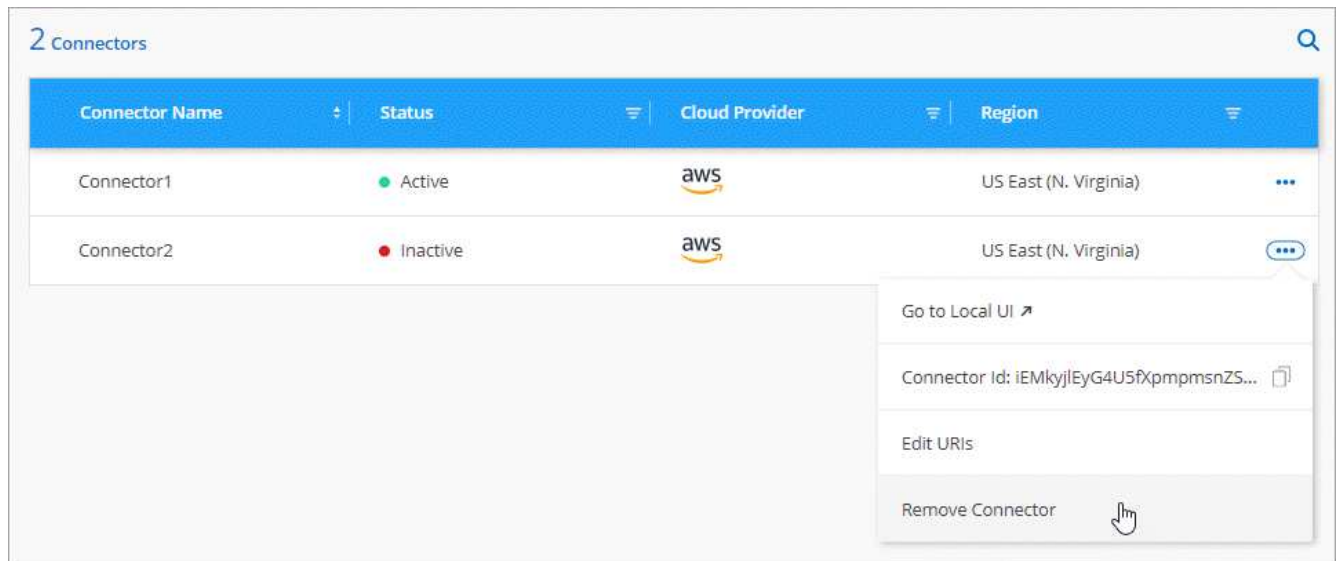 2 Connectors
Connector Name Status Cloud Provider Region
Connector1 Active aws US East (N. Virginia)
Connector2 Inactive aws US East (N. Virginia)
Go to Local UI
Connector Id: iEMkyjlEyG4U5fXpmpmsnZS...
Edit URIs
Remove Connector